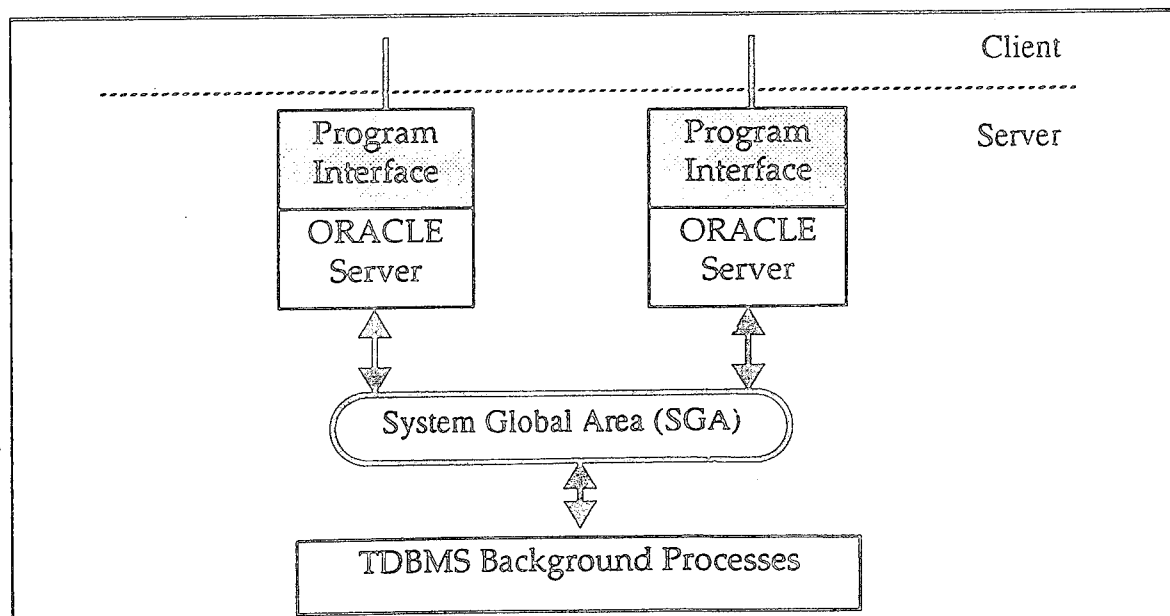 Client
Server
Program
Interface
ORACLE
Server
Program
Interface
ORACLE
Server
System Global Area (SGA)
TDBMS Background Processes